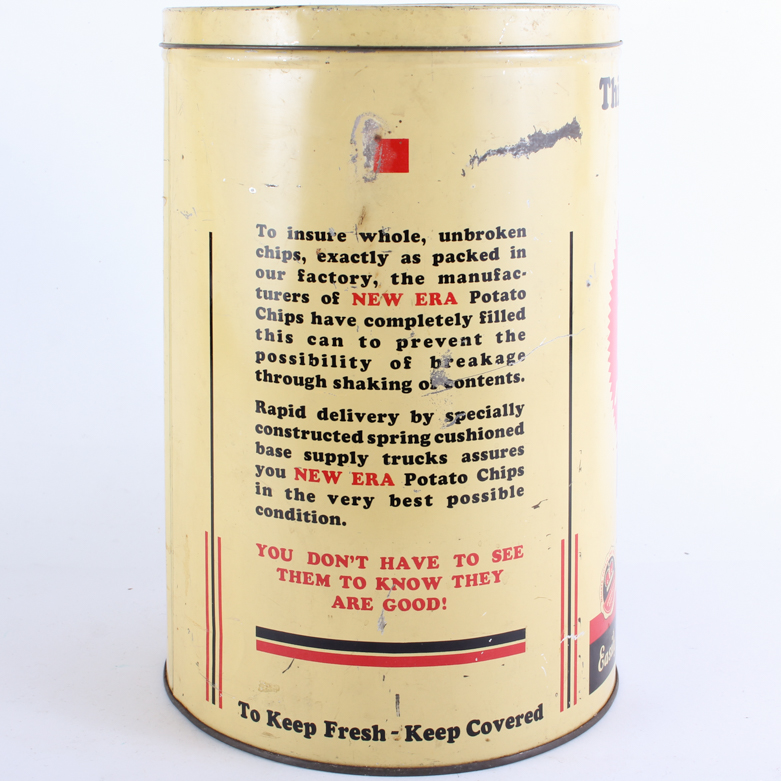 To insure whole, unbroken
chips, exactly as packed in
our factory, the manufac-
turers of NEW ERA Potato
Chips have completely filled
this can to prevent the
possibility of breakage
through shaking of contents.
Rapid delivery by specially
constructed spring cushioned
base supply trucks assures
you NEW ERA Potato Chips
in the very best possible
condition.
YOU DON'T HAVE TO SEE
THEM TO KNOW THEY
ARE GOOD!
To Keep Fresh - Keep Covered